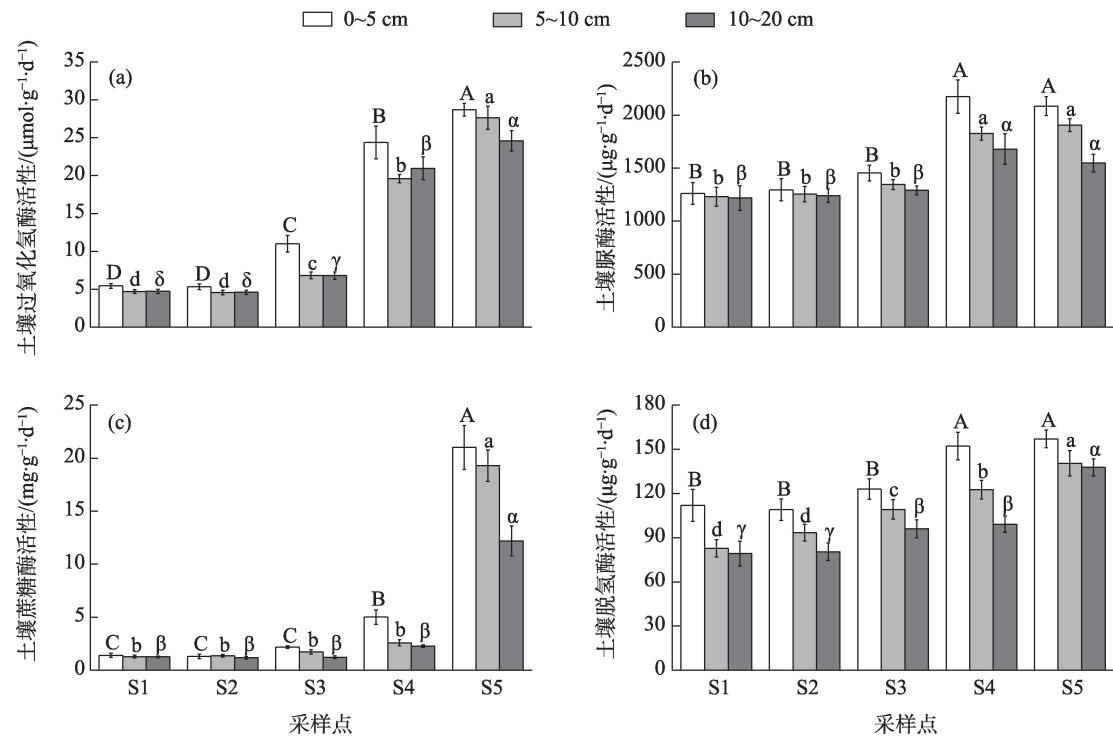 0~5 cm 5~10 cm 10~20 cm
(a)
土壤过氧化氢酶活性/(μmol·g⁻¹·d⁻¹)
35
30
25
20
15
10
5
0
D d δ
D d δ
C c γ
B b β
A a α
(b)
土壤脲酶活性/(μg·g⁻¹·d⁻¹)
2500
2000
1500
1000
500
0
B b β
B b β
B b β
A a α
A a α
(c)
土壤蔗糖酶活性/(mg·g⁻¹·d⁻¹)
25
20
15
10
5
0
C b β
C b β
C b β
B b β
A a α
S1 S2 S3 S4 S5
采样点
(d)
土壤脱氢酶活性/(μg·g⁻¹·d⁻¹)
180
150
120
90
60
30
0
B d γ
B d γ
B c β
A b β
A a α
S1 S2 S3 S4 S5
采样点